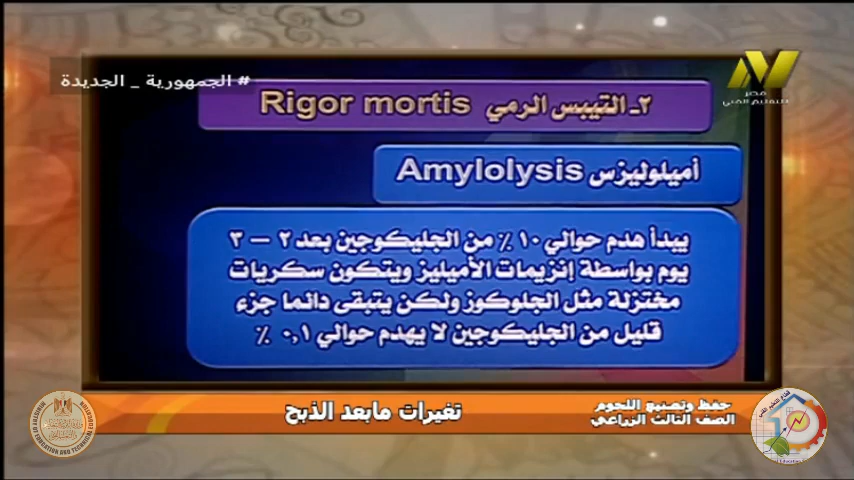 # الجمهورية _ الجديدة
مصر
للتعليم الفني
٢ـ التيبس الرمي Rigor mortis
أميلوليزس Amylolysis
يبدأ هدم حوالي ١٠ ٪ من الجليكوجين بعد ٢ – ٣
يوم بواسطة إنزيمات الأميليز ويتكون سكريات
مختزلة مثل الجلوكوز ولكن يتبقى دائما جزء
قليل من الجليكوجين لا يهدم حوالي ٠,١ ٪
حفظ وتصنيع اللحوم
الصف الثالث الزراعي
تغيرات مابعد الذبح